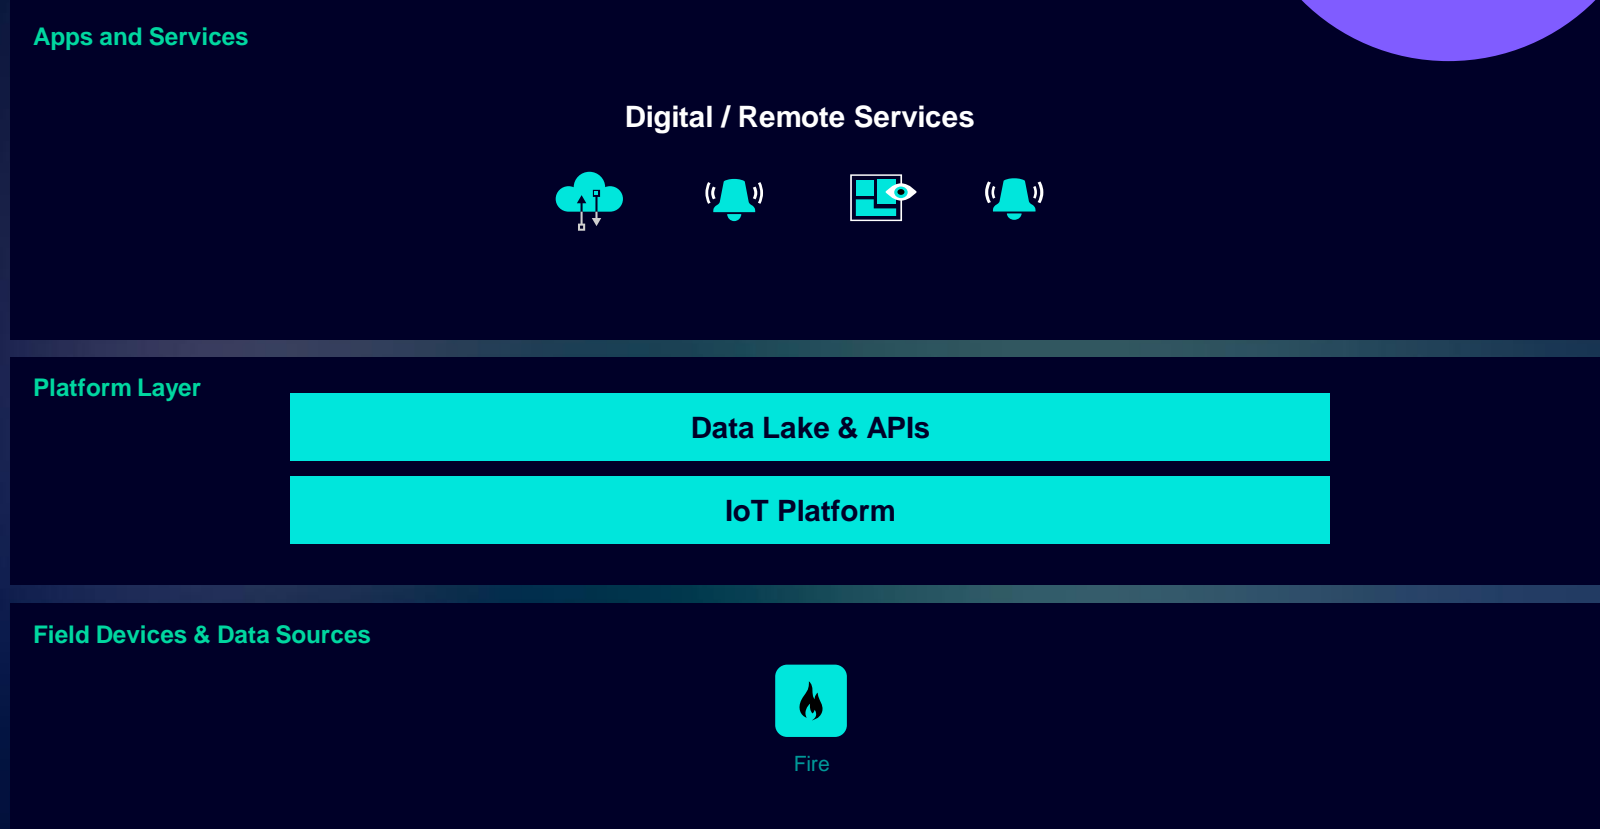 Apps and Services
Digital / Remote Services
Platform Layer
Data Lake & APIs
IoT Platform
Field Devices & Data Sources
Fire